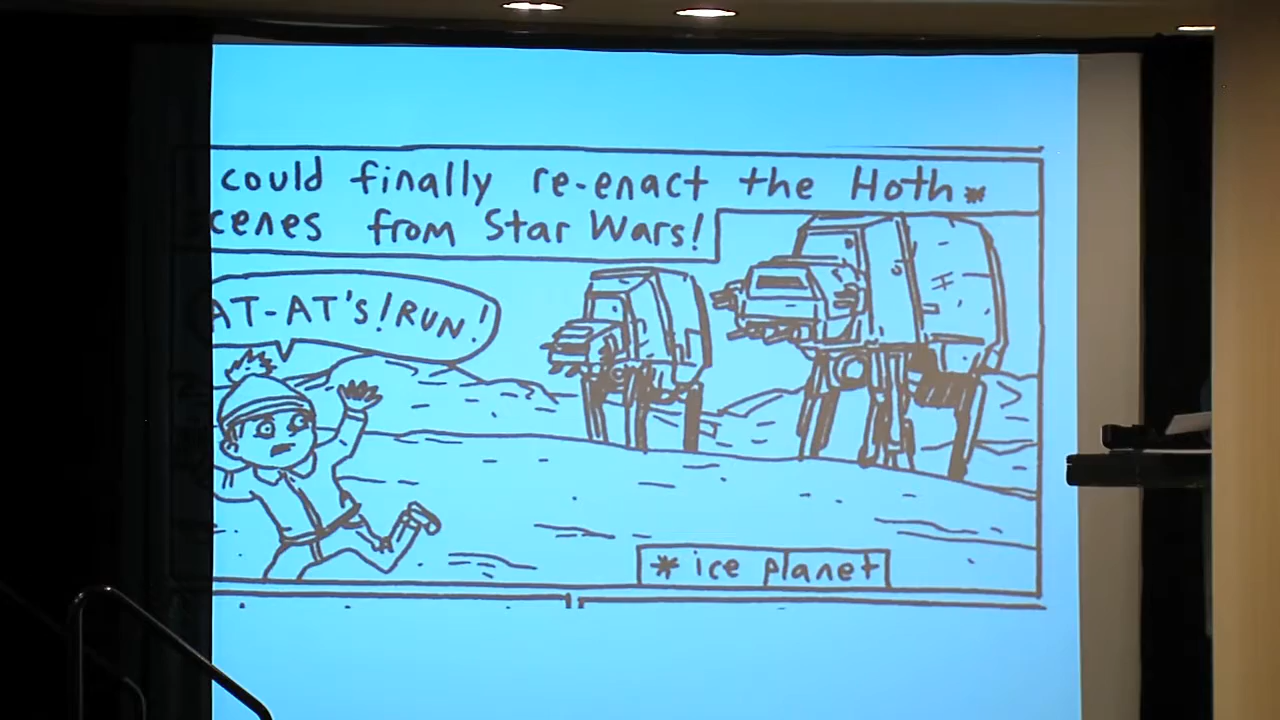 could finally re-enact the Hoth*
cenes from Star Wars!
AT-AT's! RUN!
* ice planet